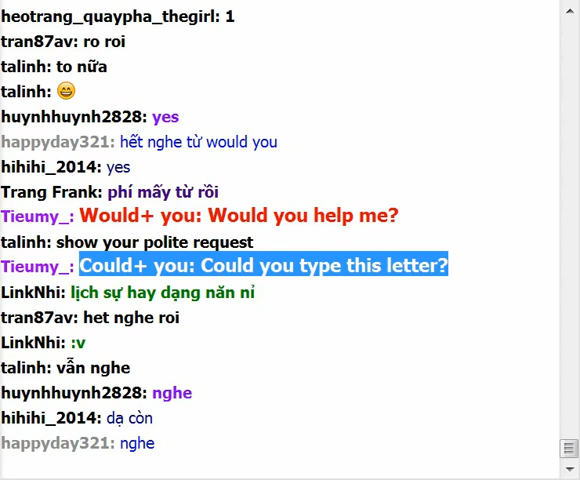 heotrang_quaypha_thegirl: 1
tran87av: ro roi
talinh: to nữa
talinh: 😄
huynhhuynh2828: yes
happyday321: hết nghe từ would you
hihihi_2014: yes
Trang Frank: phí mấy từ rồi
Tieumy_: Would+ you: Would you help me?
talinh: show your polite request
Tieumy_: Could+ you: Could you type this letter?
LinkNhi: lịch sự hay dạng năn nỉ
tran87av: het nghe roi
LinkNhi: :v
talinh: vẫn nghe
huynhhuynh2828: nghe
hihihi_2014: dạ còn
happyday321: nghe